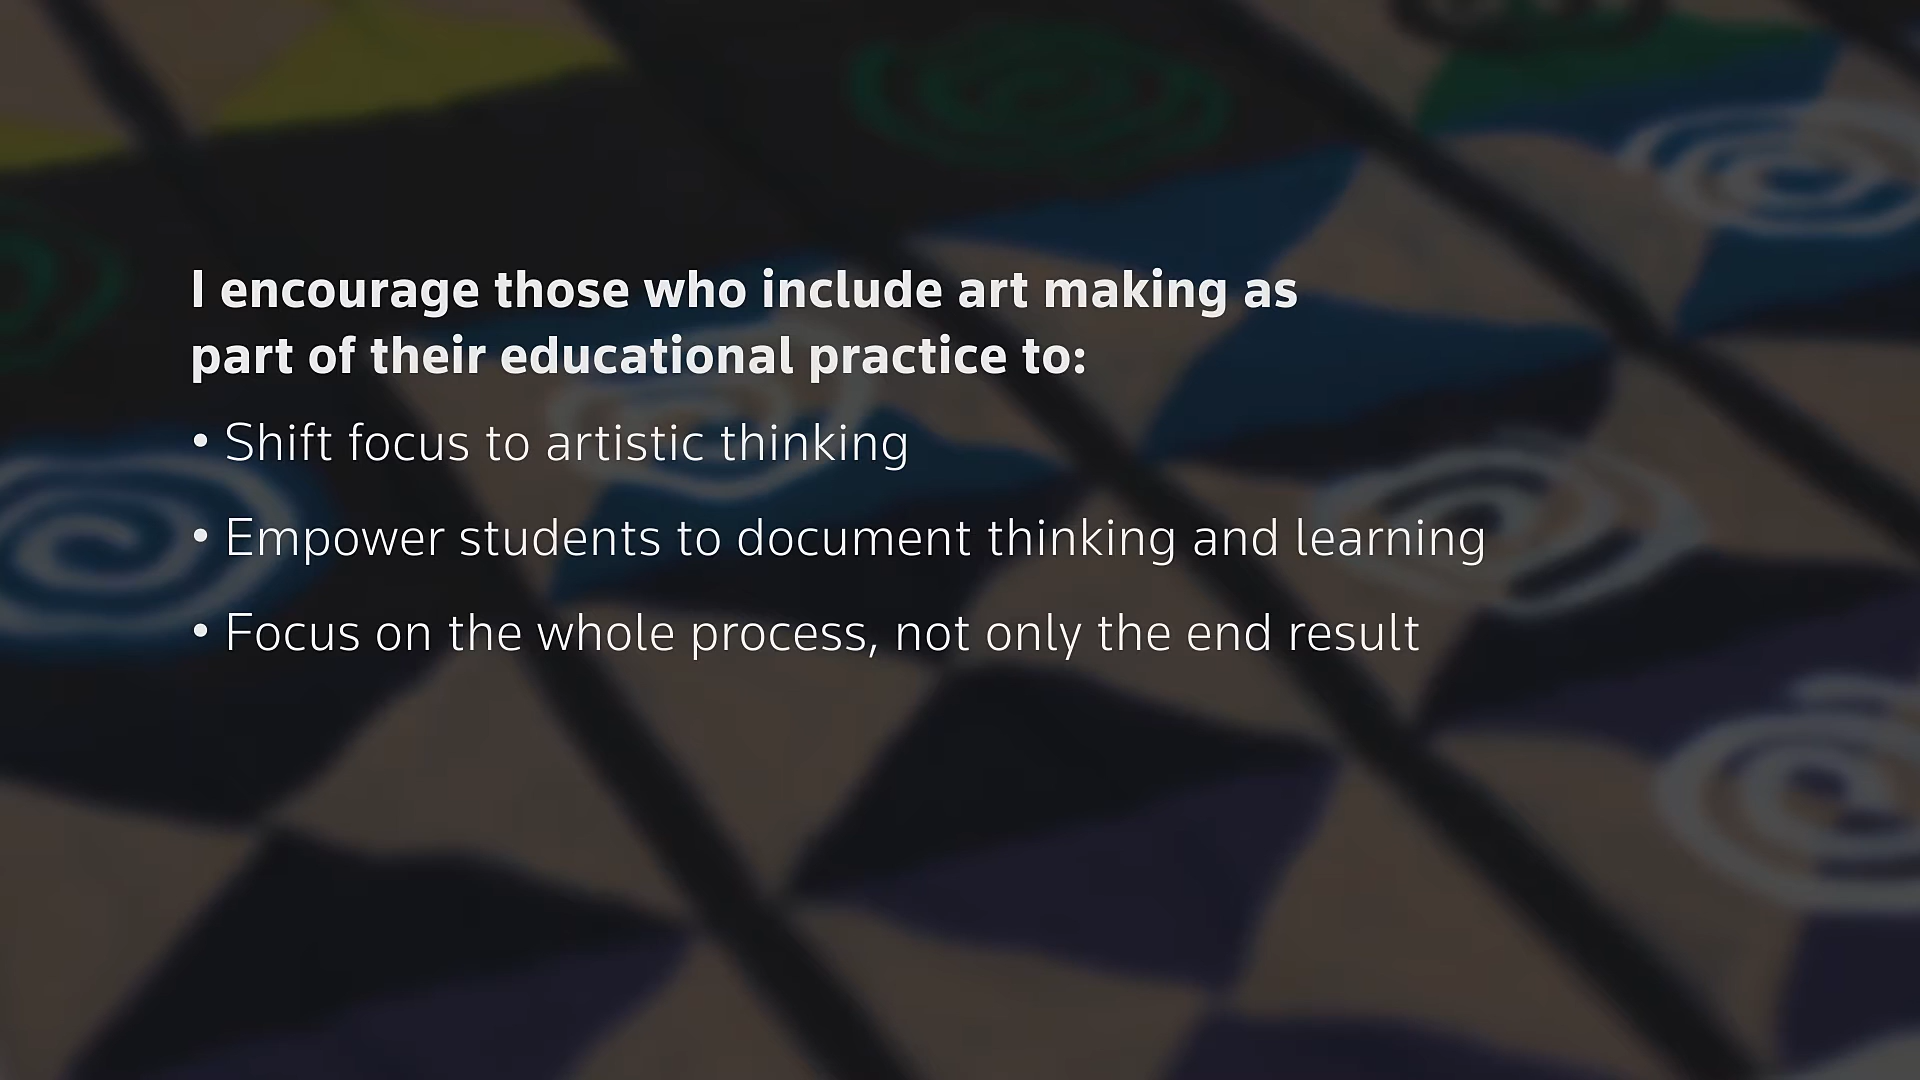 I encourage those who include art making as
part of their educational practice to:
• Shift focus to artistic thinking
• Empower students to document thinking and learning
• Focus on the whole process, not only the end result